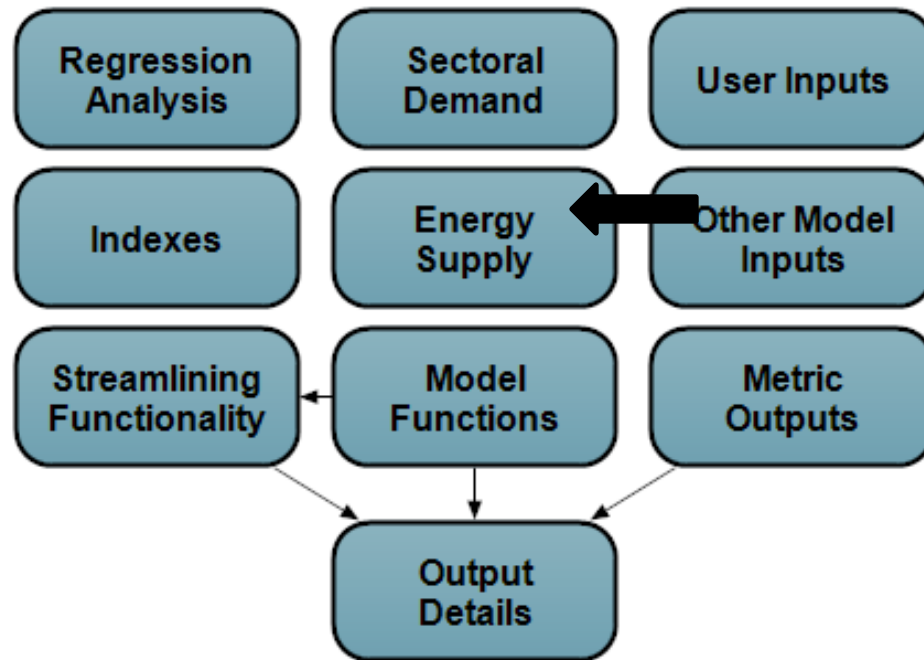 Regression
Analysis
Sectoral
Demand
User Inputs
Indexes
Energy
Supply
Other Model
Inputs
Streamlining
Functionality
Model
Functions
Metric
Outputs
Output
Details